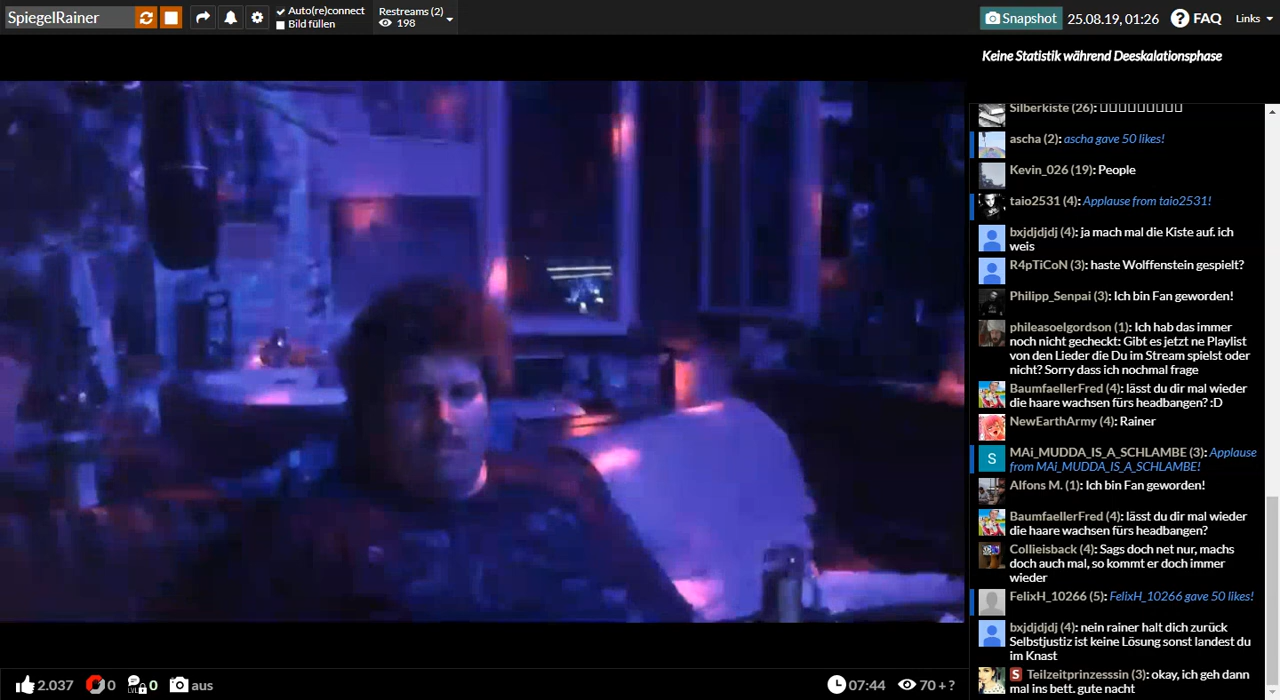 SpiegelRainer
Auto(re)connect
Bild füllen
Restreams (2)
198
Snapshot
25.08.19, 01:26
? FAQ
Links
Keine Statistik während Deeskalationsphase
Silberkiste (26): ▯▯▯▯▯▯▯▯▯
ascha (2): ascha gave 50 likes!
Kevin_026 (19): People
taio2531 (4): Applause from taio2531!
bxjdjdjdj (4): ja mach mal die Kiste auf. ich
weis
R4pTiCoN (3): haste Wolffenstein gespielt?
Philipp_Senpai (3): Ich bin Fan geworden!
phileasoelgordson (1): Ich hab das immer
noch nicht gecheckt: Gibt es jetzt ne Playlist
von den Lieder die Du im Stream spielst oder
nicht? Sorry dass ich nochmal frage
BaumfaellerFred (4): lässt du dir mal wieder
die haare wachsen fürs headbangen? :D
NewEarthArmy (4): Rainer
S
MAi_MUDDA_IS_A_SCHLAMBE (3): Applause
from MAi_MUDDA_IS_A_SCHLAMBE!
Alfons M. (1): Ich bin Fan geworden!
BaumfaellerFred (4): lässt du dir mal wieder
die haare wachsen fürs headbangen?
Collieisback (4): Sags doch net nur, machs
doch auch mal, so kommt er doch immer
wieder
FelixH_10266 (5): FelixH_10266 gave 50 likes!
bxjdjdjdj (4): nein rainer halt dich zurück
Selbstjustiz ist keine Lösung sonst landest du
im Knast
S Teilzeitprinzesssin (3): okay, ich geh dann
mal ins bett. gute nacht
2.037
0
LVL 0
aus
07:44
70 + ?